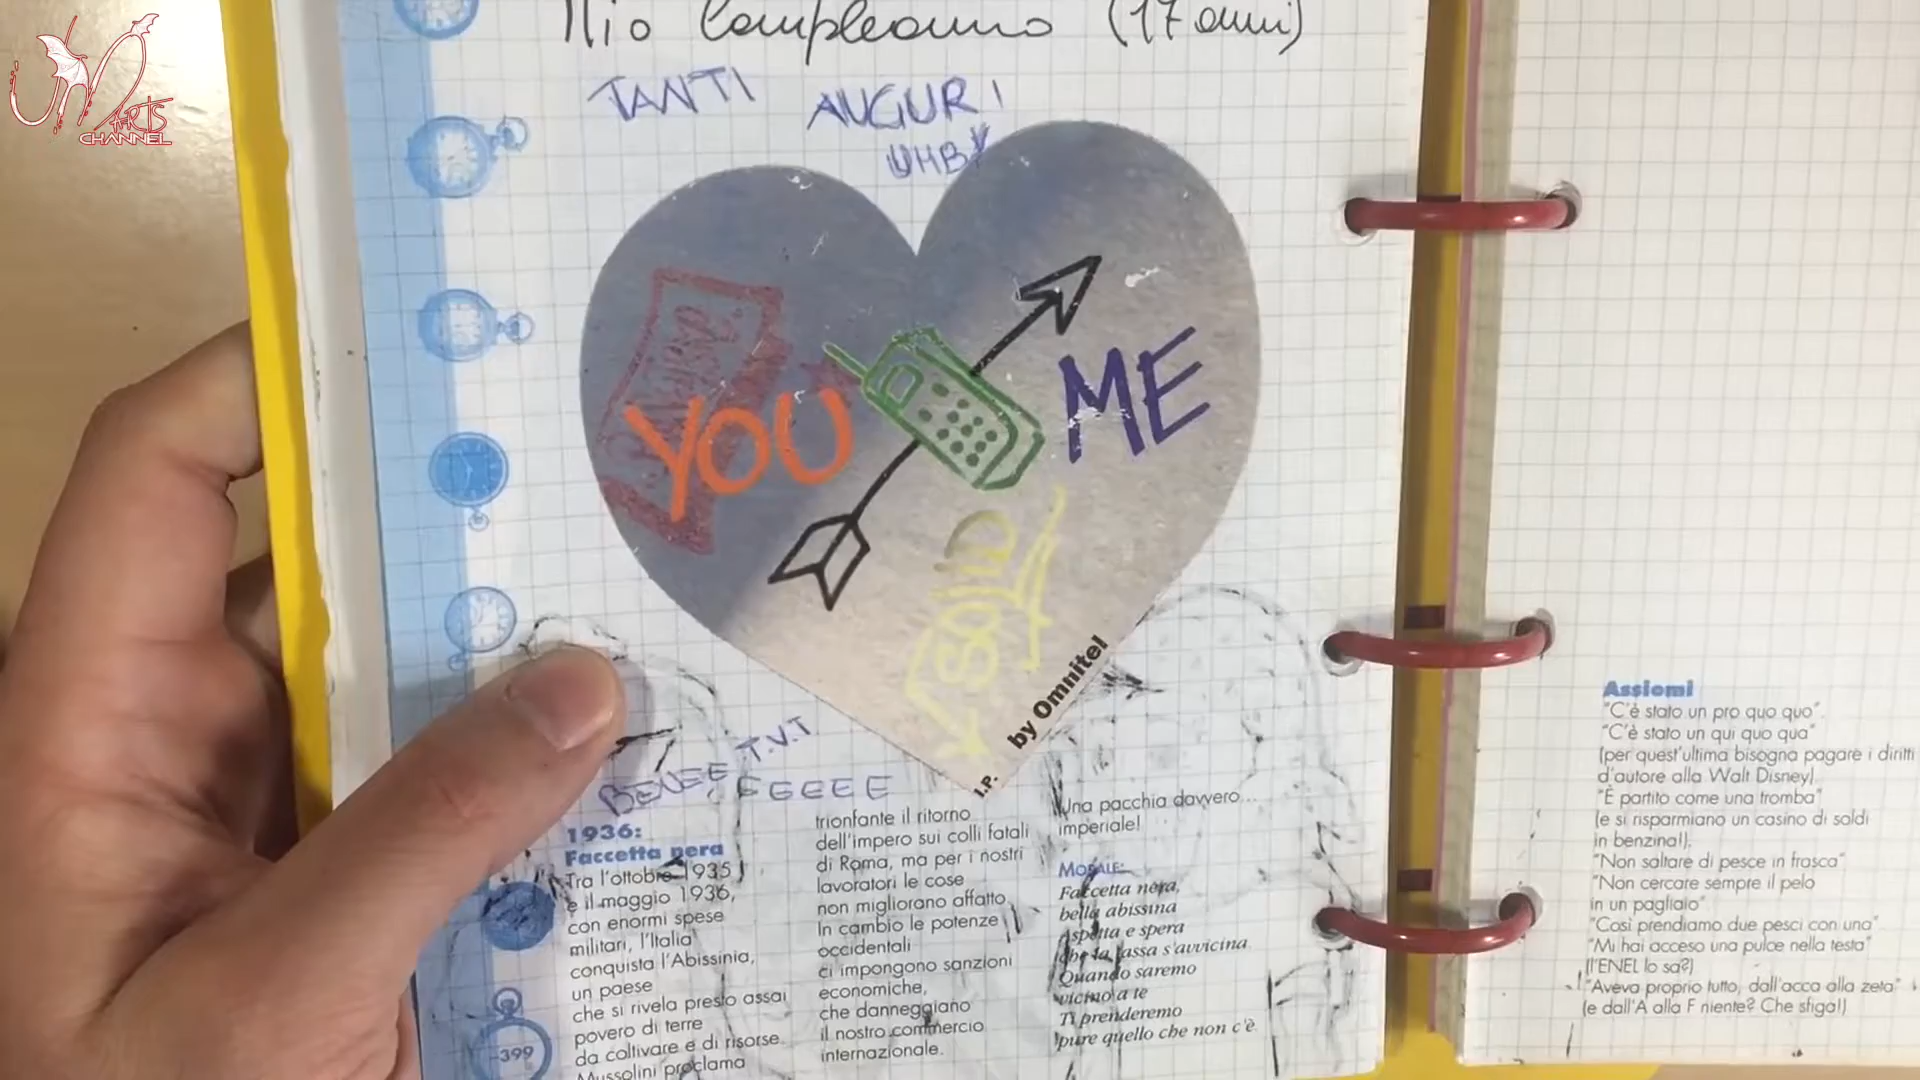 Mio Compleanno (17 anni)
TANTI AUGURI
UHBY
YOU
ME
SOLID
by Omnitel
I.P.
T.V.T
BENEEEEEEE
1936:
Faccetta nera
Tra l'ottobre 1935
e il maggio 1936,
con enormi spese
militari, l'Italia
conquista l'Abissinia,
un paese
che si rivela presto assai
povero di terre
da coltivare e di risorse.
Mussolini proclama
trionfante il ritorno
dell'impero sui colli fatali
di Roma, ma per i nostri
lavoratori le cose
non migliorano affatto.
In cambio le potenze
occidentali
ci impongono sanzioni
economiche,
che danneggiano
il nostro commercio
internazionale.
Una pacchia davvero...
imperiale!
MORALE:
Faccetta nera,
bella abissina
Aspetta e spera
che la tassa s'avvicina
Quando saremo
vicino a te
Ti prenderemo
pure quello che non c'è.
399
Assiomi
"C'è stato un pro quo quo".
"C'è stato un qui quo qua"
(per quest'ultima bisogna pagare i diritti
d'autore alla Walt Disney).
"È partito come una tromba"
(e si risparmiano un casino di soldi
in benzina!).
"Non saltare di pesce in frasca"
"Non cercare sempre il pelo
in un pagliaio"
"Così prendiamo due pesci con una"
"Mi hai acceso una pulce nella testa"
(l'ENEL lo sa?)
"Aveva proprio tutto, dall'acca alla zeta"
(e dall'A alla F niente? Che sfiga!)
ARTS
CHANNEL